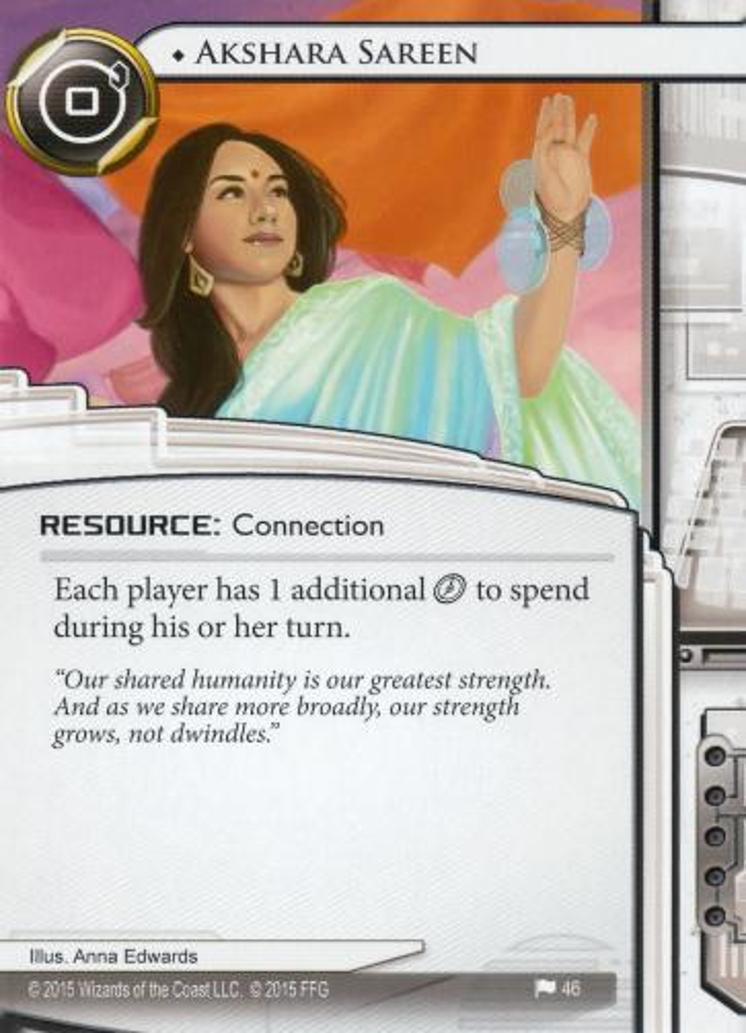 ♦ Akshara Sareen
RESOURCE: Connection
Each player has 1 additional to spend
during his or her turn.
“Our shared humanity is our greatest strength.
And as we share more broadly, our strength
grows, not dwindles.”
Illus. Anna Edwards
© 2015 Wizards of the Coast LLC. © 2015 FFG
46